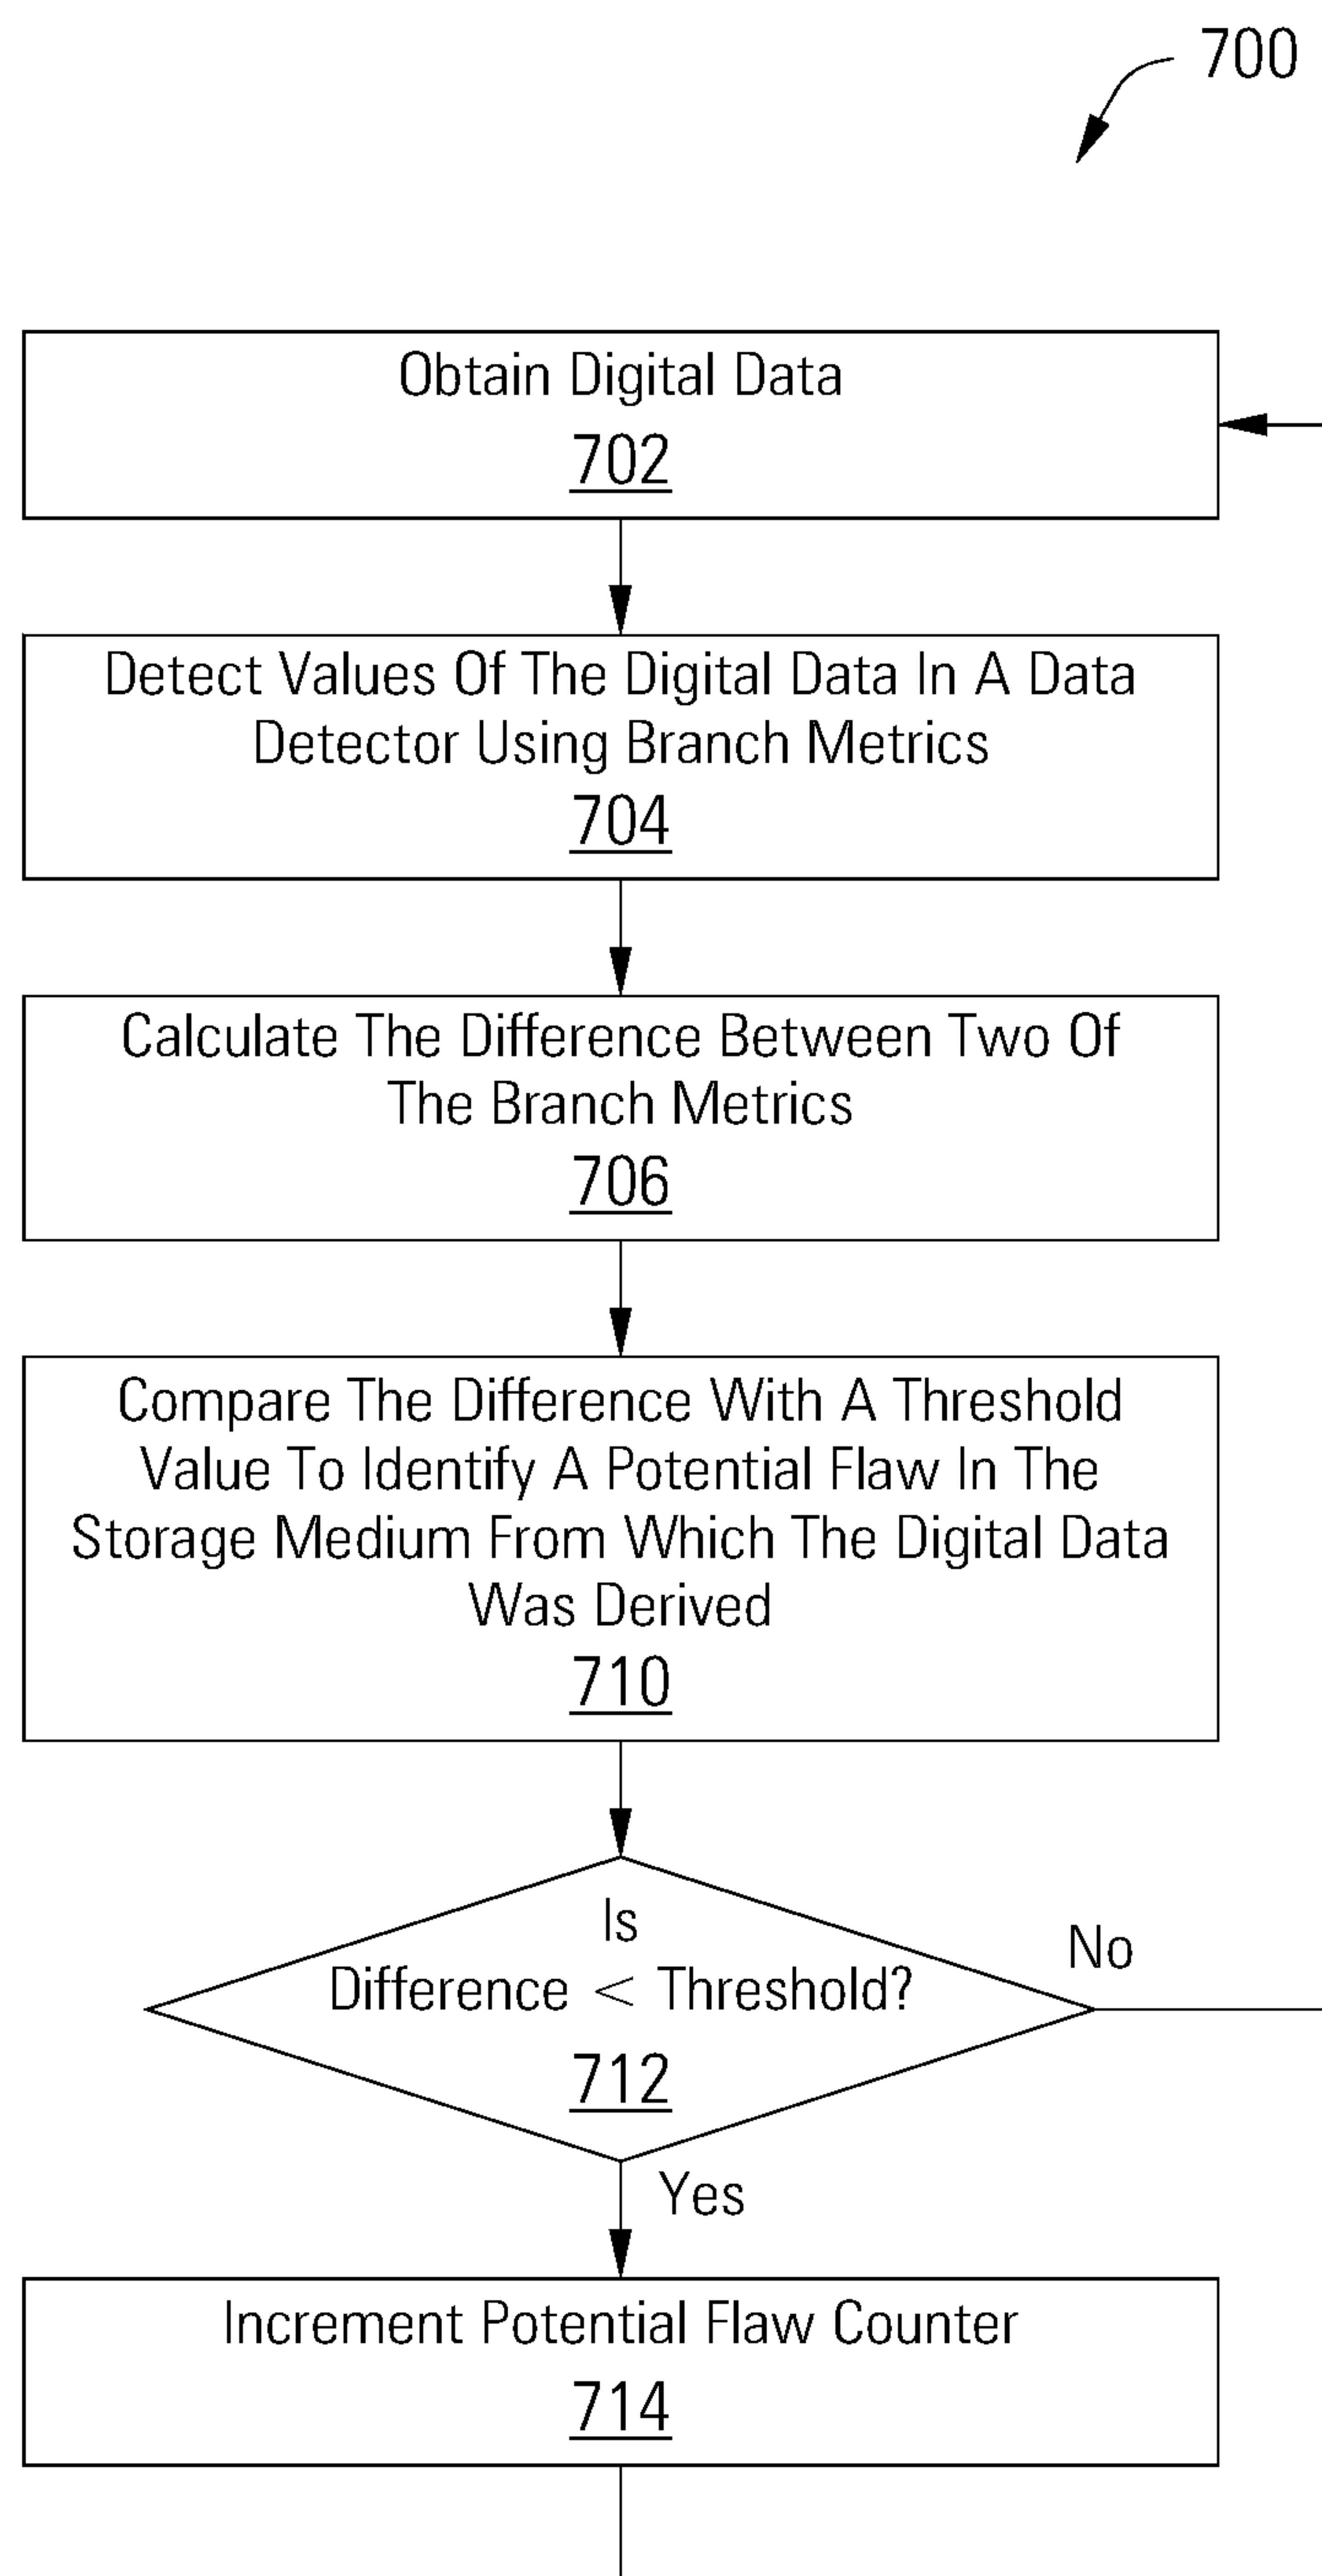 700
Obtain Digital Data
702
Detect Values Of The Digital Data In A Data
Detector Using Branch Metrics
704
Calculate The Difference Between Two Of
The Branch Metrics
706
Compare The Difference With A Threshold
Value To Identify A Potential Flaw In The
Storage Medium From Which The Digital Data
Was Derived
710
Is
Difference < Threshold?
712
No
Yes
Increment Potential Flaw Counter
714